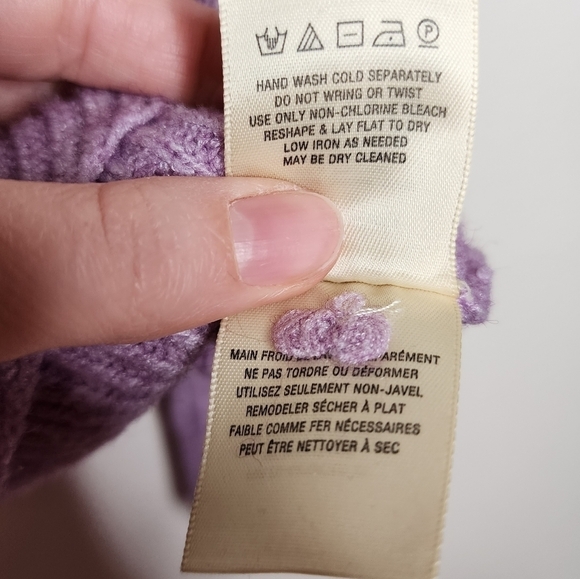 P
HAND WASH COLD SEPARATELY
DO NOT WRING OR TWIST
USE ONLY NON-CHLORINE BLEACH
RESHAPE & LAY FLAT TO DRY
LOW IRON AS NEEDED
MAY BE DRY CLEANED
MAIN FROID
NE PAS TORDRE OU DÉFORMER
UTILISEZ SEULEMENT NON-JAVEL
REMODELER SÉCHER À PLAT
FAIBLE COMME FER NÉCESSAIRES
PEUT ÊTRE NETTOYER À SEC